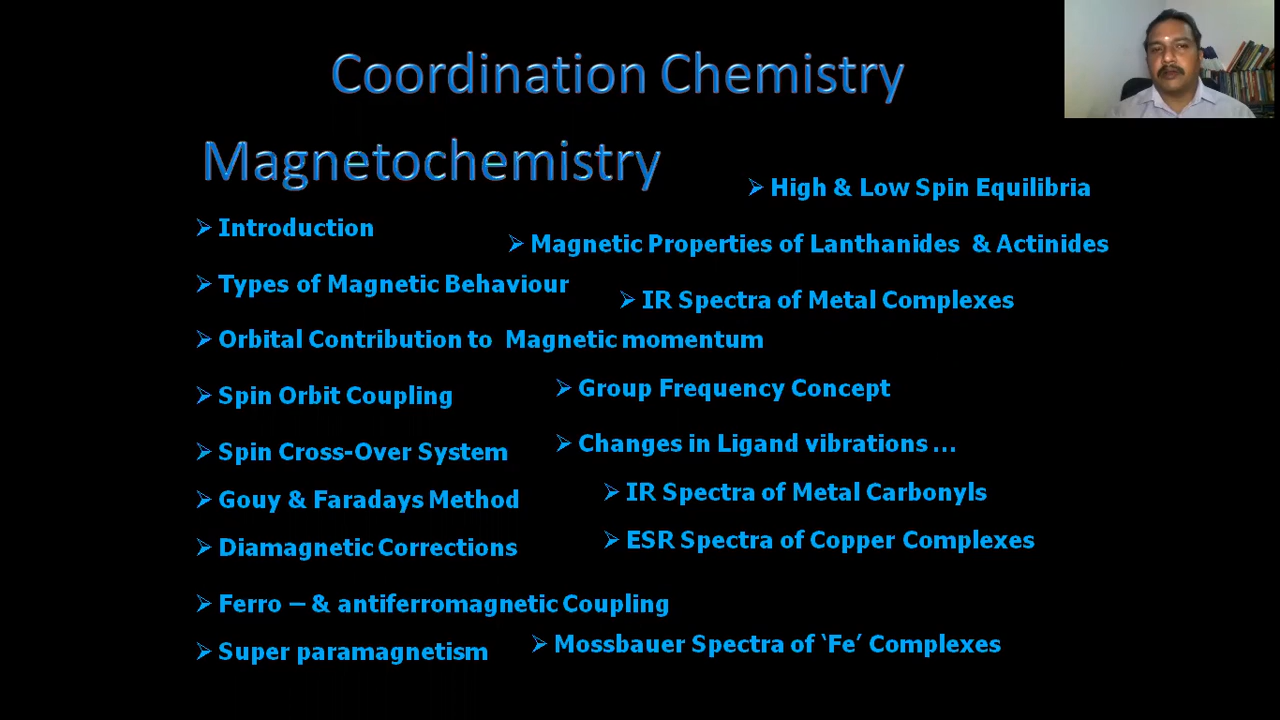 Coordination Chemistry
Magnetochemistry
➢ High & Low Spin Equilibria
➢ Introduction
➢ Magnetic Properties of Lanthanides & Actinides
➢ Types of Magnetic Behaviour
➢ IR Spectra of Metal Complexes
➢ Orbital Contribution to Magnetic momentum
➢ Group Frequency Concept
➢ Spin Orbit Coupling
➢ Changes in Ligand vibrations ...
➢ Spin Cross-Over System
➢ IR Spectra of Metal Carbonyls
➢ Gouy & Faradays Method
➢ ESR Spectra of Copper Complexes
➢ Diamagnetic Corrections
➢ Ferro – & antiferromagnetic Coupling
➢ Mossbauer Spectra of ‘Fe’ Complexes
➢ Super paramagnetism